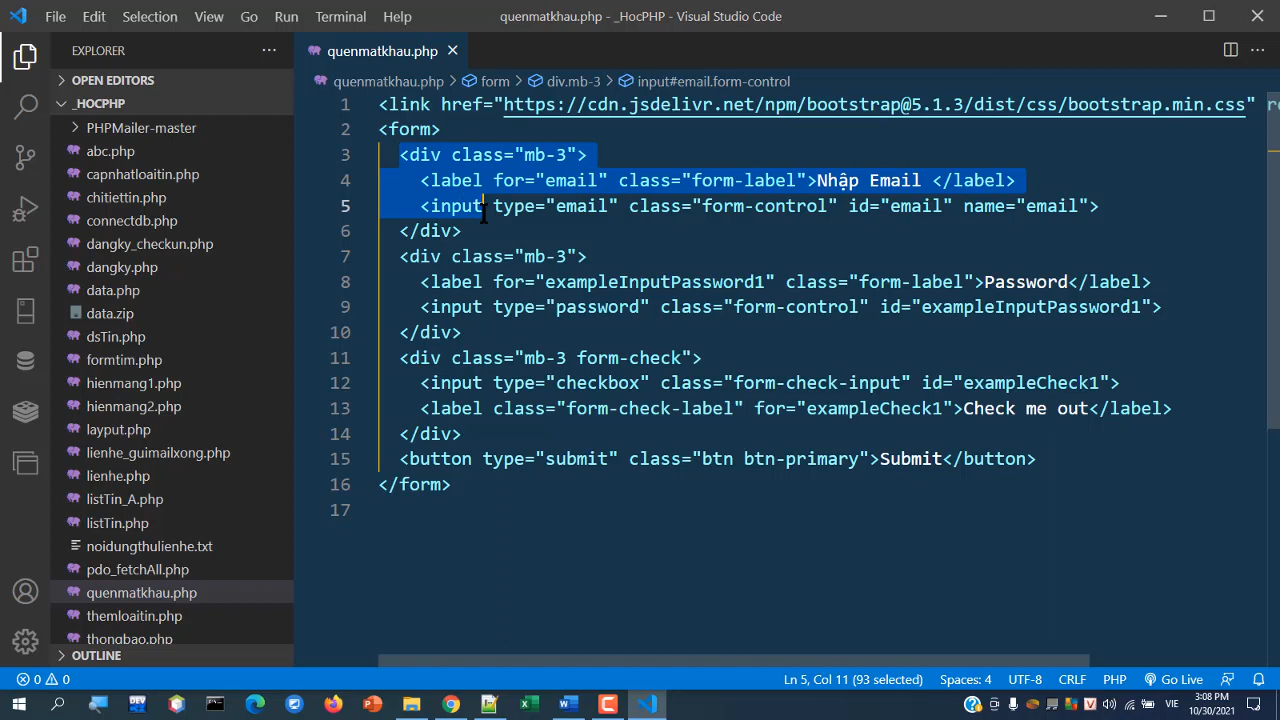 File Edit Selection View Go Run Terminal Help quenmatkhau.php - _HocPHP - Visual Studio Code
EXPLORER
OPEN EDITORS
_HOCPHP
PHPMailer-master
abc.php
capnhatloaitin.php
chitiettin.php
connectdb.php
dangky_checkun.php
dangky.php
data.php
data.zip
dsTin.php
formtim.php
hienmang1.php
hienmang2.php
layput.php
lienhe_guimailxong.php
lienhe.php
listTin_A.php
listTin.php
noidungthulienhe.txt
pdo_fetchAll.php
quenmatkhau.php
themloaitin.php
thongbao.php
OUTLINE
quenmatkhau.php
quenmatkhau.php form div.mb-3 input#email.form-control
1 <link href="https://cdn.jsdelivr.net/npm/bootstrap@5.1.3/dist/css/bootstrap.min.css"
2 <form>
3 <div class="mb-3">
4 <label for="email" class="form-label">Nhập Email </label>
5 <input type="email" class="form-control" id="email" name="email">
6 </div>
7 <div class="mb-3">
8 <label for="exampleInputPassword1" class="form-label">Password</label>
9 <input type="password" class="form-control" id="exampleInputPassword1">
10 </div>
11 <div class="mb-3 form-check">
12 <input type="checkbox" class="form-check-input" id="exampleCheck1">
13 <label class="form-check-label" for="exampleCheck1">Check me out</label>
14 </div>
15 <button type="submit" class="btn btn-primary">Submit</button>
16 </form>
17
0 0 Ln 5, Col 11 (93 selected) Spaces: 4 UTF-8 CRLF PHP Go Live
DEV VIE 3:08 PM
10/30/2021